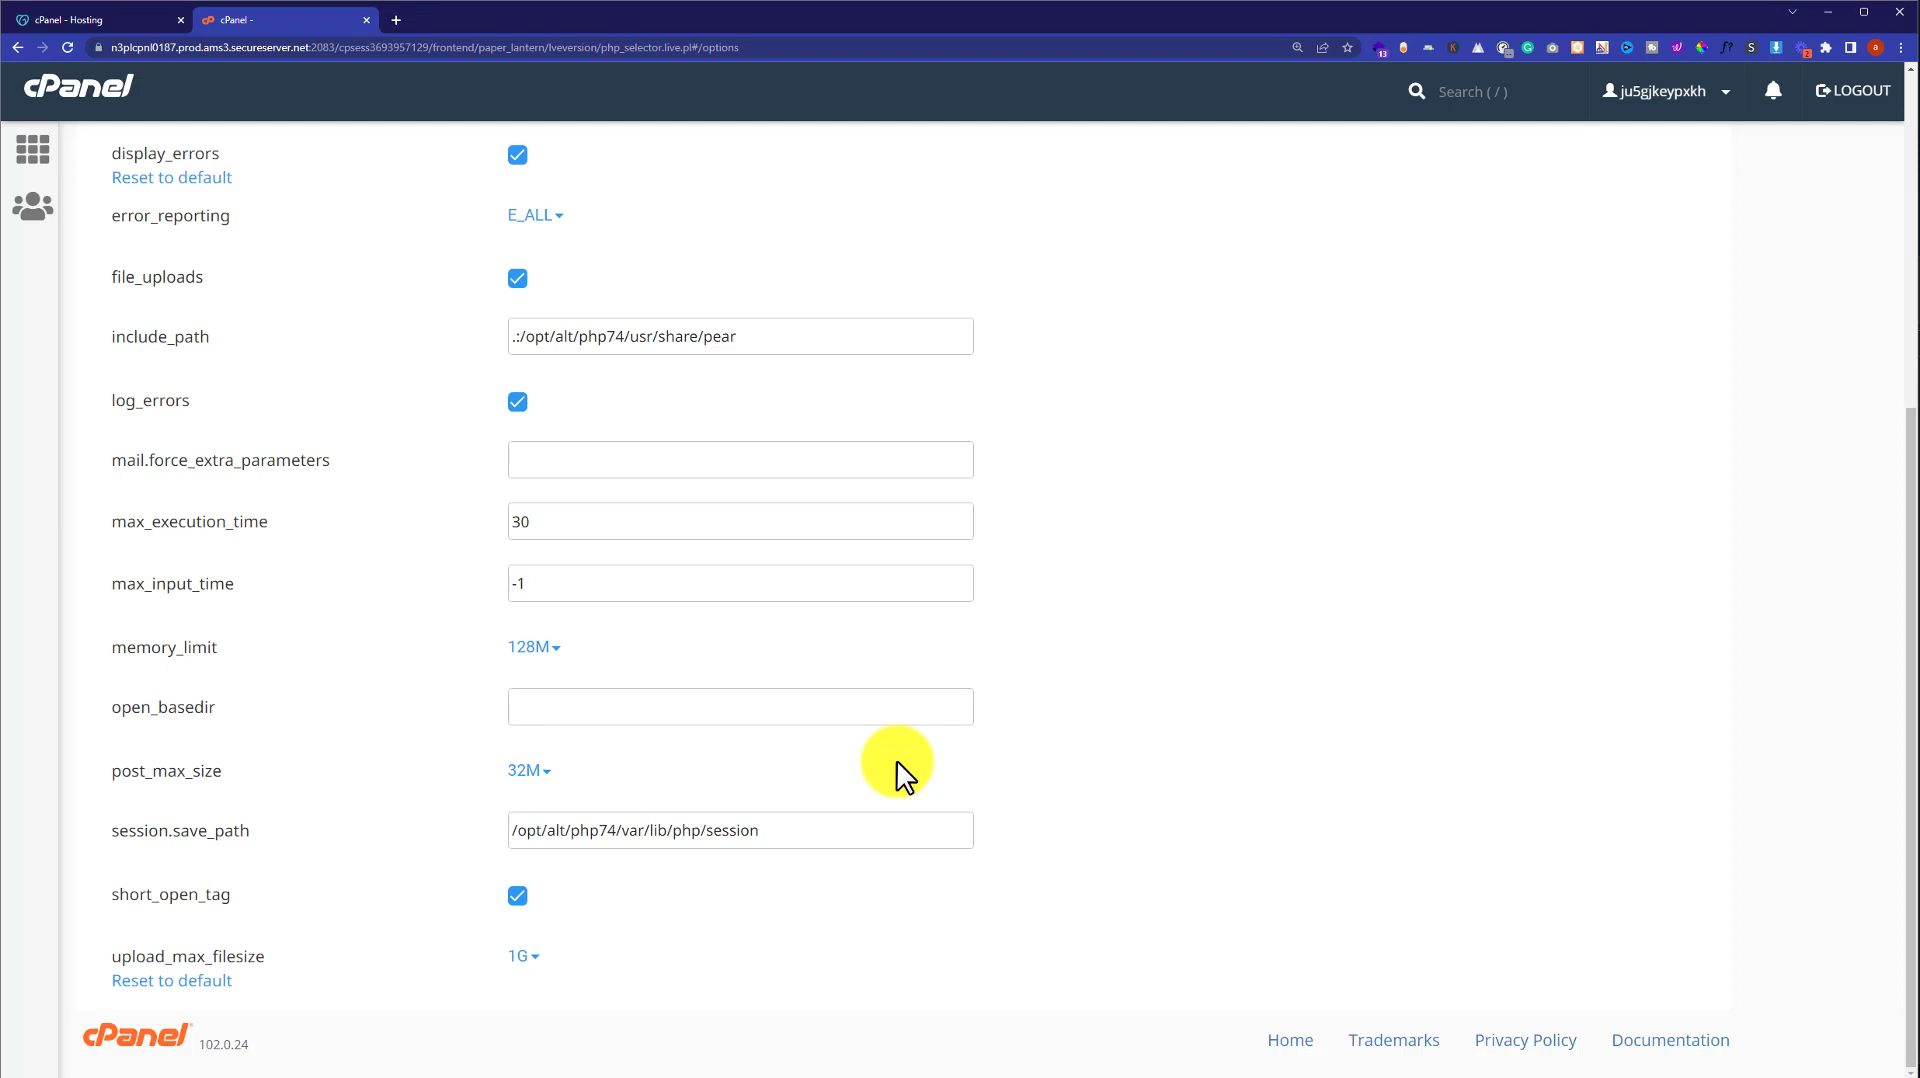 cPanel - Hosting
cPanel -
n3plcpnl0187.prod.ams3.secureserver.net:2083/cpsess3693957129/frontend/paper_lantern/lveversion/php_selector.live.pl#/options
13
2
cPanel
Search ( / )
ju5gjkeypxkh
LOGOUT
display_errors
Reset to default
error_reporting
E_ALL
file_uploads
include_path
.:/opt/alt/php74/usr/share/pear
log_errors
mail.force_extra_parameters
max_execution_time
30
max_input_time
-1
memory_limit
128M
open_basedir
post_max_size
32M
session.save_path
/opt/alt/php74/var/lib/php/session
short_open_tag
upload_max_filesize
1G
Reset to default
cPanel 102.0.24
Home Trademarks Privacy Policy Documentation